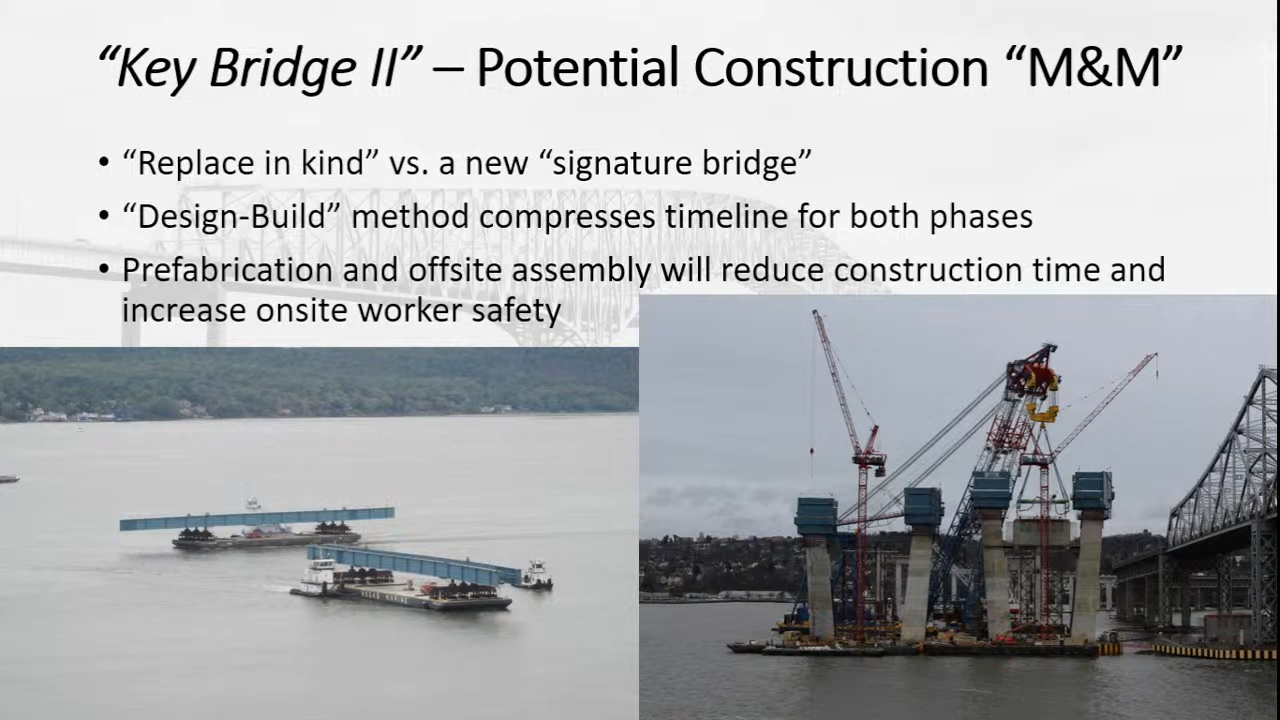 “Key Bridge II” – Potential Construction “M&M”
• “Replace in kind” vs. a new “signature bridge”
• “Design-Build” method compresses timeline for both phases
• Prefabrication and offsite assembly will reduce construction time and
increase onsite worker safety